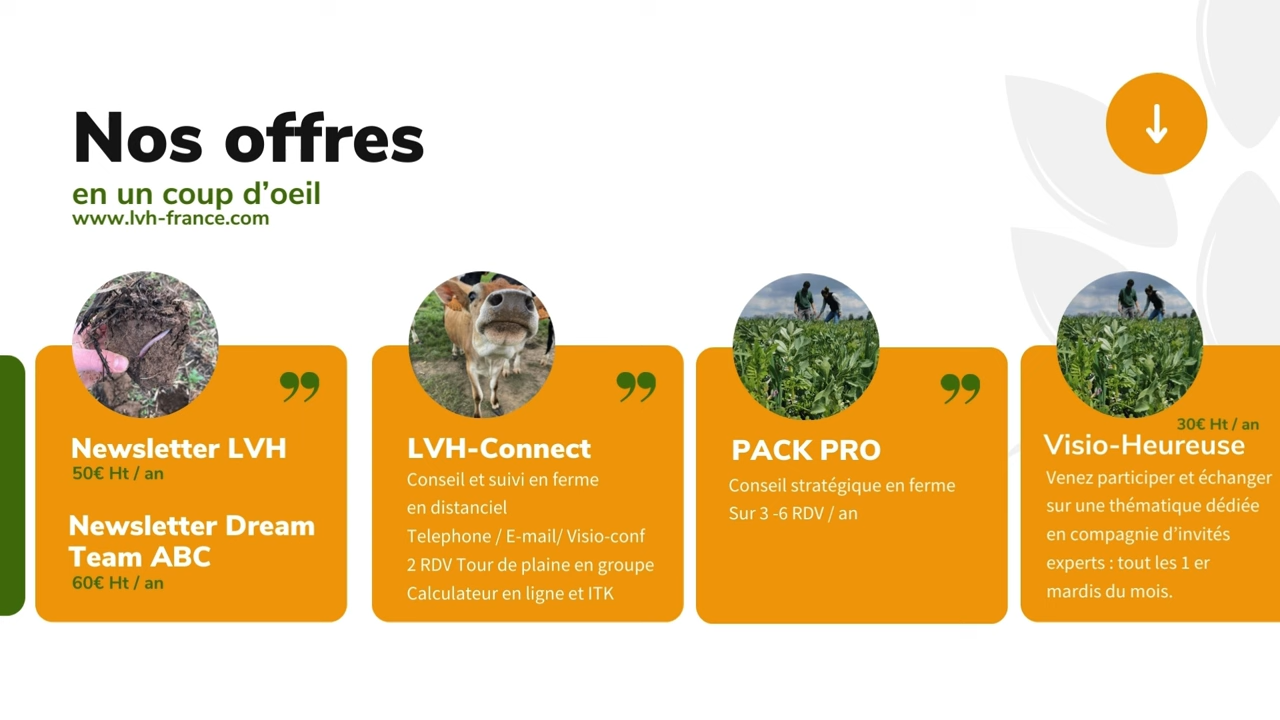 Nos offres
en un coup d'oeil
www.lvh-france.com
Newsletter LVH
50€ Ht / an
Newsletter Dream
Team ABC
60€ Ht / an
LVH-Connect
Conseil et suivi en ferme
en distanciel
Telephone / E-mail/ Visio-conf
2 RDV Tour de plaine en groupe
Calculateur en ligne et ITK
PACK PRO
Conseil stratégique en ferme
Sur 3 -6 RDV / an
30€ Ht / an
Visio-Heureuse
Venez participer et échanger
sur une thématique dédiée
en compagnie d'invités
experts : tout les 1 er
mardis du mois.